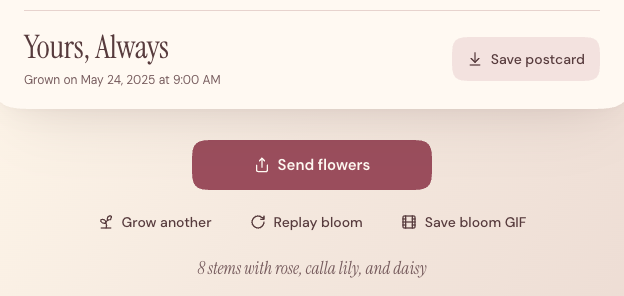 Yours, Always
Grown on May 24, 2025 at 9:00 AM
Save postcard
Send flowers
Grow another
Replay bloom
Save bloom GIF
8 stems with rose, calla lily, and daisy